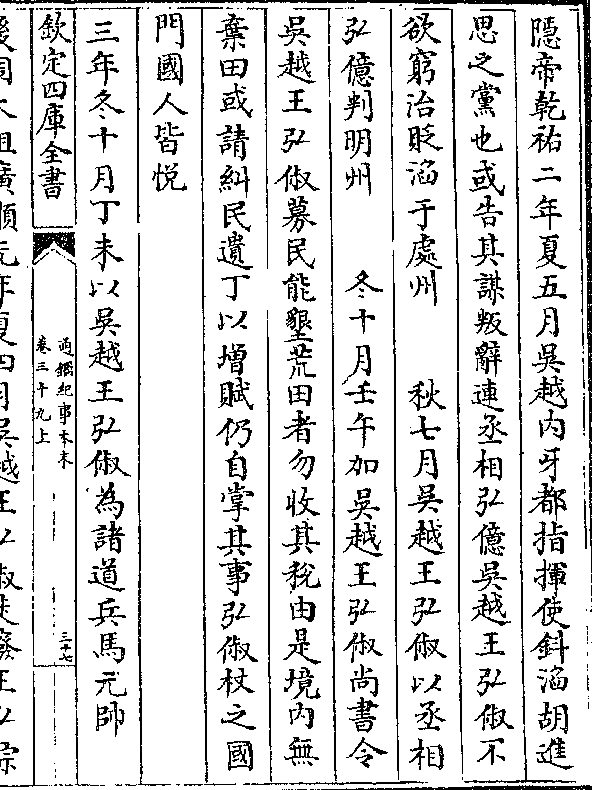 隱帝乾祐二年夏五月吳越内牙都指揮使鈄滔胡進
思之黨也或告其謀叛辭連丞相弘億吳越王弘俶不
欲窮治貶滔于處州　秋七月吳越王弘俶以丞相
弘億判明州　冬十月壬午加吳越王弘俶尚書令
吳越王弘俶募民能墾荒田者勿收其稅由是境内無
棄田或請糾民遺丁以增賦仍自掌其事弘俶杖之國
門國人皆悅
三年冬十月丁未以吳越王弘俶為諸道兵馬元帥
欽定四庫全書
通鑑紀事本末
卷三十九上
三十七
後周太祖廣順元年夏四月吳越王弘俶徙廢王弘倧